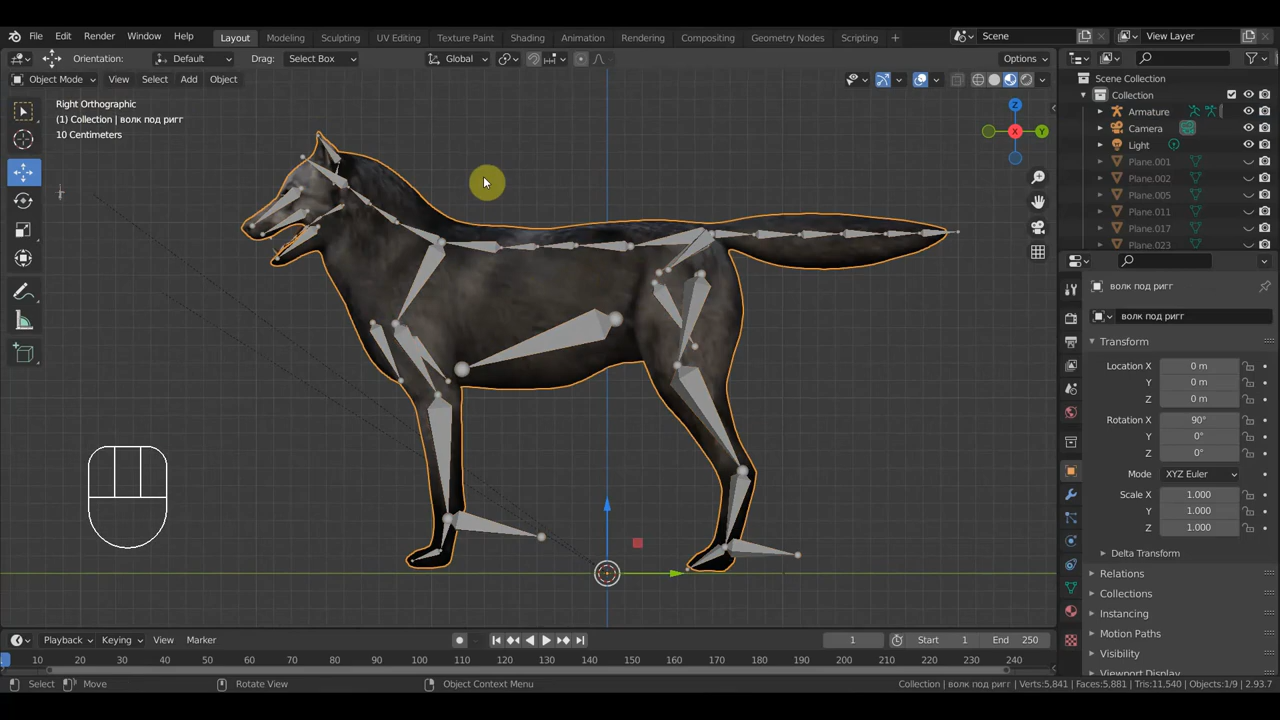 File Edit Render Window Help Layout Modeling Sculpting UV Editing Texture Paint Shading Animation Rendering Compositing Geometry Nodes Scripting + Scene View Layer
Orientation: Default Drag: Select Box Global Options
Object Mode View Select Add Object
Right Orthographic
(1) Collection | волк под ригг
10 Centimeters
Z
X
Y
Scene Collection
Collection
Armature
Camera
Light
Plane.001
Plane.002
Plane.005
Plane.011
Plane.017
Plane.023
волк под ригг
волк под ригг
Transform
Location X 0 m
Y 0 m
Z 0 m
Rotation X 90°
Y 0°
Z 0°
Mode XYZ Euler
Scale X 1.000
Y 1.000
Z 1.000
Delta Transform
Relations
Collections
Instancing
Motion Paths
Visibility
Viewport Display
Playback Keying View Marker 1 Start 1 End 250
10 20 30 40 50 60 70 80 90 100 110 120 130 140 150 160 170 180 190 200 210 220 230 240
Select Move Rotate View Object Context Menu Collection | волк под ригг | Verts:5,841 | Faces:5,881 | Tris:11,540 | Objects:1/9 | 2.93.7